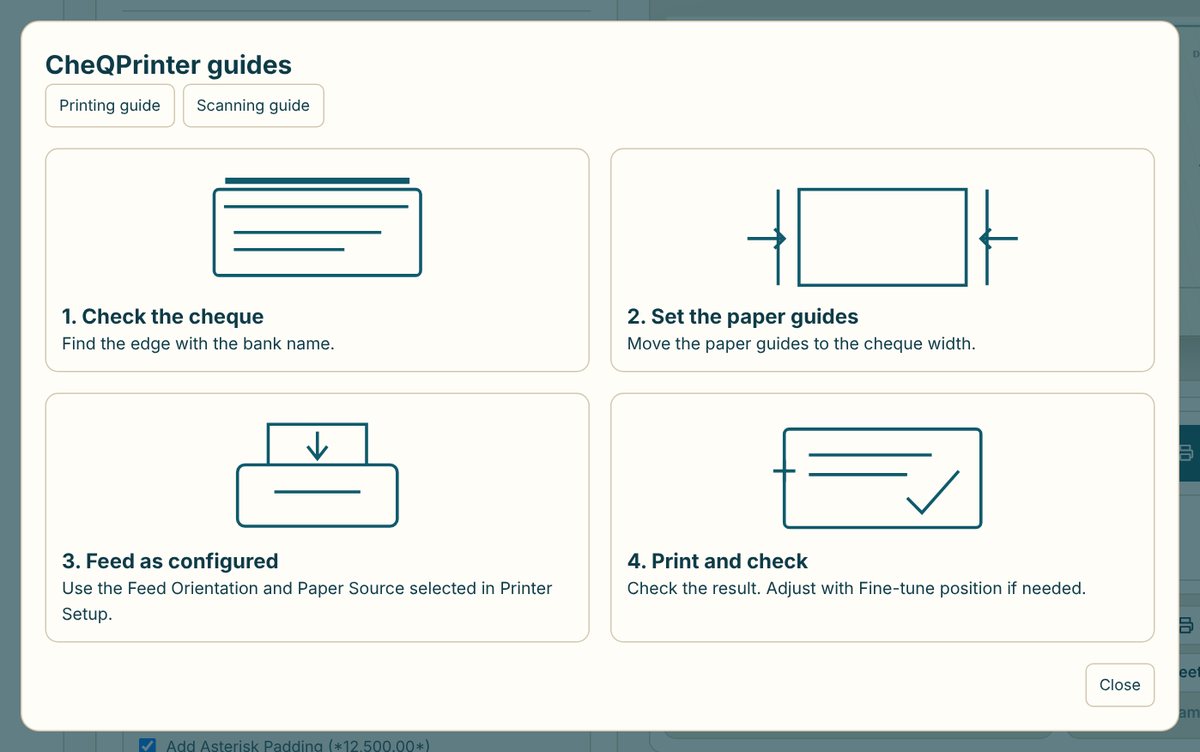 CheQPrinter guides
Printing guide
Scanning guide
1. Check the cheque
Find the edge with the bank name.
2. Set the paper guides
Move the paper guides to the cheque width.
3. Feed as configured
Use the Feed Orientation and Paper Source selected in Printer
Setup.
4. Print and check
Check the result. Adjust with Fine-tune position if needed.
Close
Add Asterisk Padding (*12,500.00*)